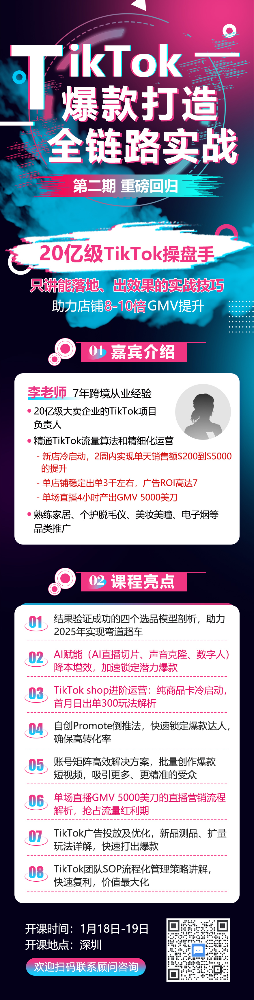 TikTok
爆款打造
全链路实战
第二期 重磅回归
20亿级TikTok操盘手
只讲能落地、出效果的实战技巧
助力店铺8-10倍GMV提升
01 嘉宾介绍
李老师 7年跨境从业经验
20亿级大卖企业的TikTok项目
负责人
精通TikTok流量算法和精细化运营
- 新店冷启动，2周内实现单天销售额$200到$5000
的提升
- 单店铺稳定出单3千左右，广告ROI高达7
- 单场直播4小时产出GMV 5000美刀
熟练家居、个护脱毛仪、美妆美瞳、电子烟等
品类推广
02 课程亮点
01 结果验证成功的四个选品模型剖析，助力
2025年实现弯道超车
02 AI赋能（AI直播切片、声音克隆、数字人）
降本增效，加速锁定潜力爆款
03 TikTok shop进阶运营：纯商品卡冷启动，
首月日出单300玩法解析
04 自创Promote倒推法，快速锁定爆款达人，
确保高转化率
05 账号矩阵高效解决方案，批量创作爆款
短视频，吸引更多、更精准的受众
06 单场直播GMV 5000美刀的直播营销流程
解析，抢占流量红利期
07 TikTok广告投放及优化，新品测品、扩量
玩法详解，快速打出爆款
08 TikTok团队SOP流程化管理策略讲解，
快速复利，价值最大化
开课时间：1月18日-19日
开课地点：深圳
欢迎扫码联系顾问咨询